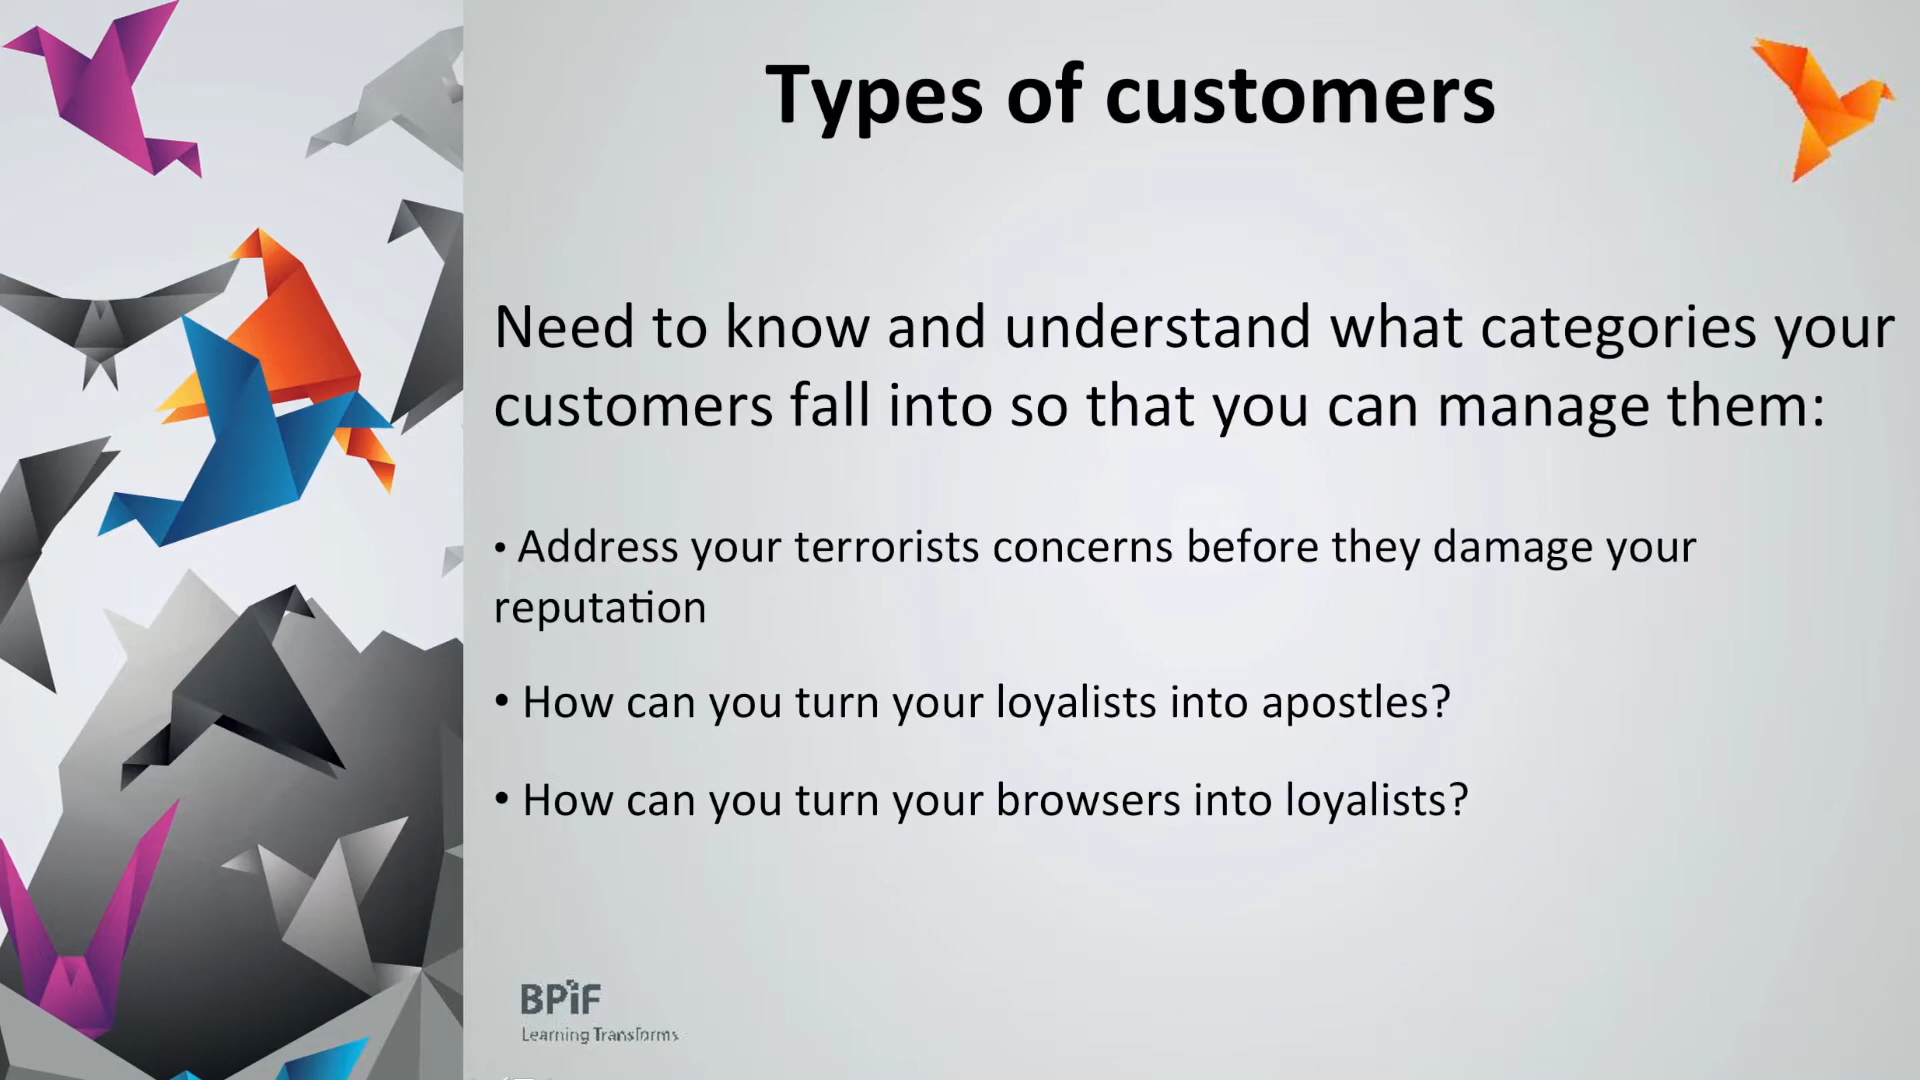 Types of customers
Need to know and understand what categories your
customers fall into so that you can manage them:
• Address your terrorists concerns before they damage your
reputation
• How can you turn your loyalists into apostles?
• How can you turn your browsers into loyalists?
BPiF
Learning Transforms